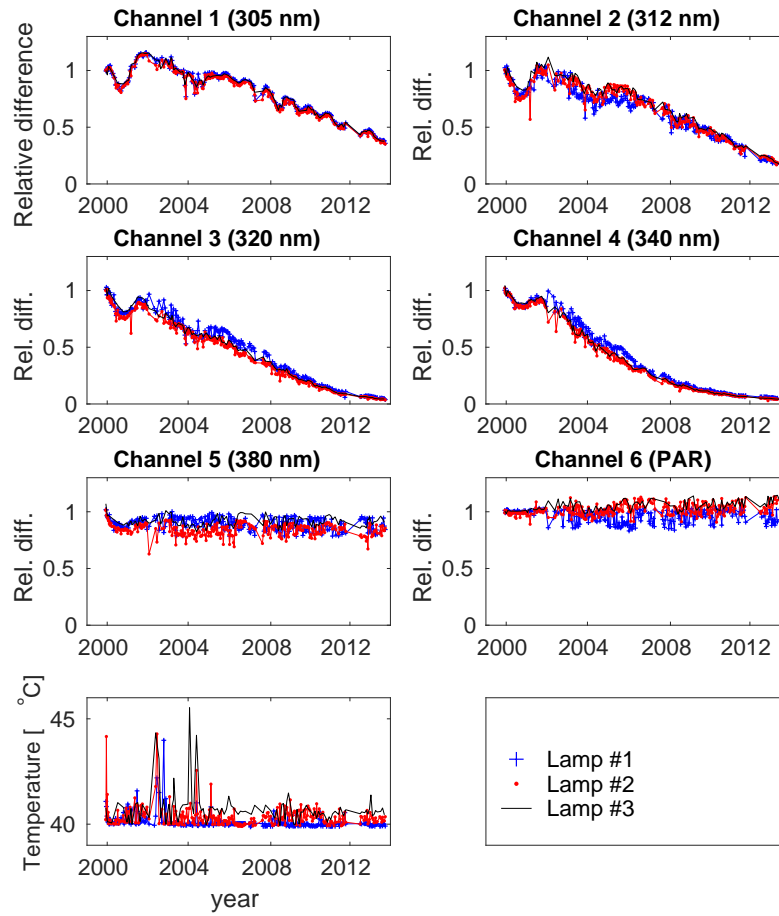 Channel 1 (305 nm)
Relative difference
1
0.5
0
2000 2004 2008 2012
Channel 2 (312 nm)
Rel. diff.
1
0.5
0
2000 2004 2008 2012
Channel 3 (320 nm)
Rel. diff.
1
0.5
0
2000 2004 2008 2012
Channel 4 (340 nm)
Rel. diff.
1
0.5
0
2000 2004 2008 2012
Channel 5 (380 nm)
Rel. diff.
1
0.5
0
2000 2004 2008 2012
Channel 6 (PAR)
Rel. diff.
1
0.5
0
2000 2004 2008 2012
Temperature [ °C]
45
40
2000 2004 2008 2012
year
Lamp #1
Lamp #2
Lamp #3